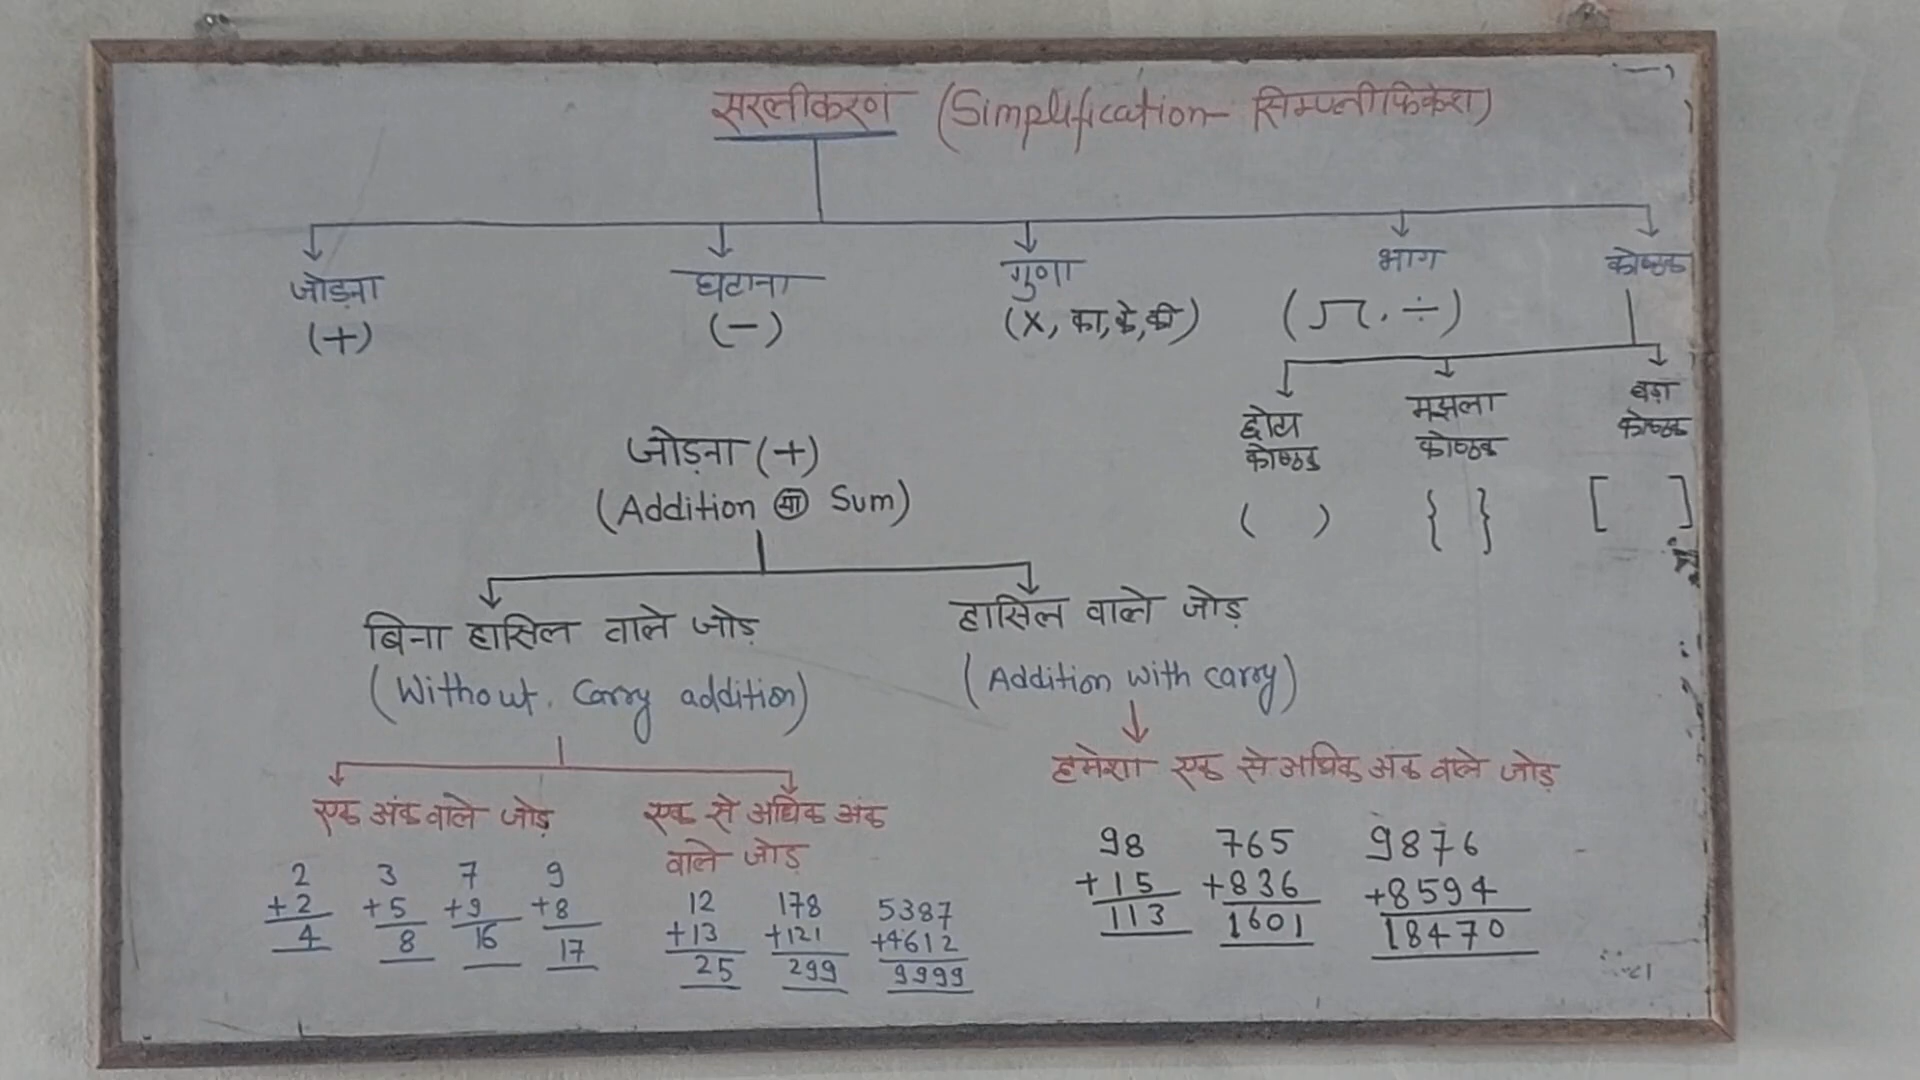 सरलीकरण (Simplification- सिम्पलीफिकेशन)
जोड़ना घटाना गुणा भाग कोष्ठक
(+) (-) (×, का, के, की) (÷)
छोटा कोष्ठक मझला कोष्ठक बड़ा कोष्ठक
( ) { } [ ]
जोड़ना (+)
(Addition या Sum)
बिना हासिल वाले जोड़
(Without. Carry addition)
हासिल वाले जोड़
(Addition with carry)
एक अंक वाले जोड़
2 3 7 9
+2 +5 +9 +8
4 8 16 17
एक से अधिक अंक
वाले जोड़
12 178 5387
+13 +121 +4612
25 299 9999
हमेशा एक से अधिक अंक वाले जोड़
98 765 9876
+15 +836 +8594
113 1601 18470